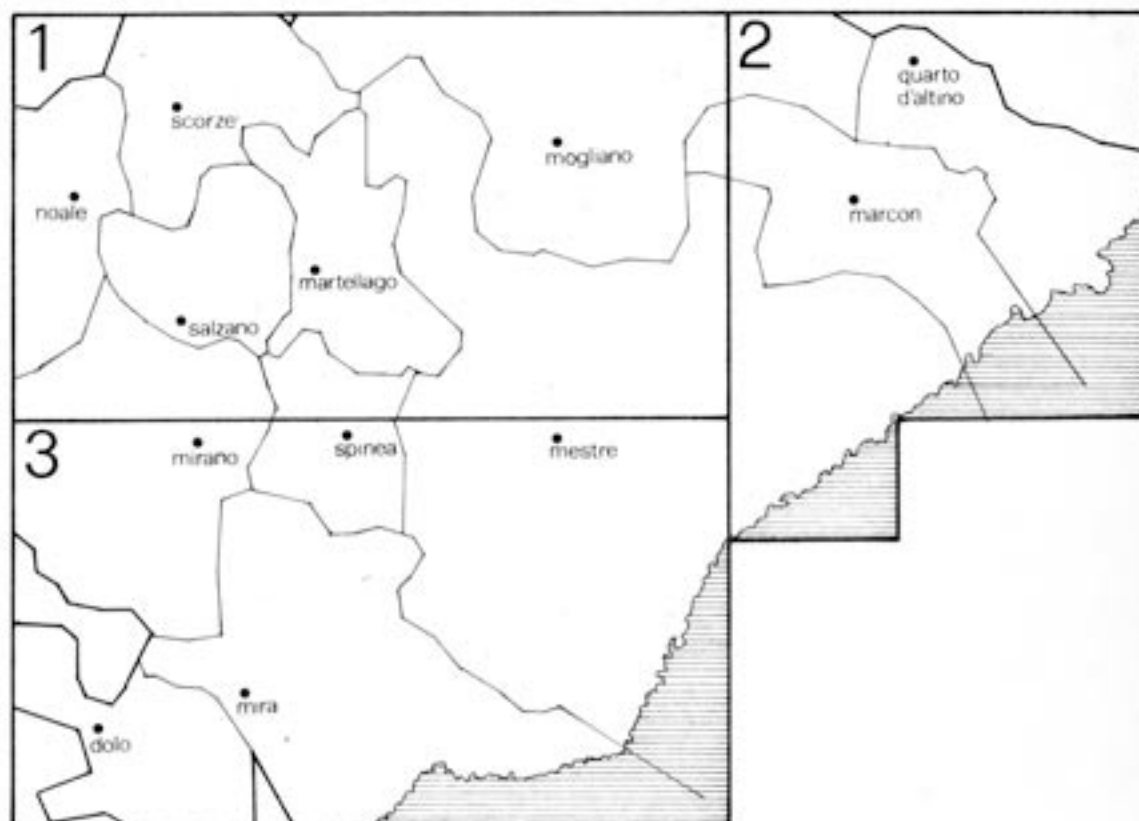 1
scorze'
noale
mogliano
martellago
salzano
2
quarto
d'altino
marcon
3
mirano
spinea
mestre
mira
dolo